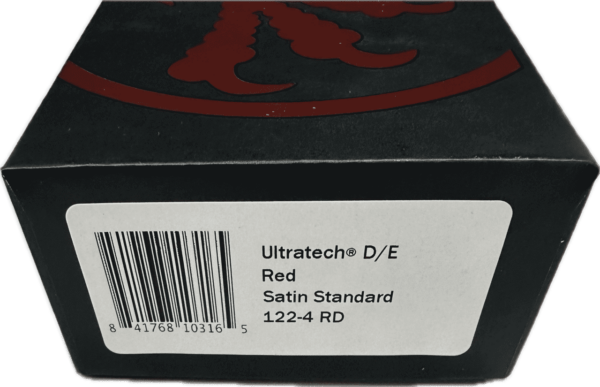 Ultratech® D/E
Red
Satin Standard
122-4 RD
8 41768 10316 5